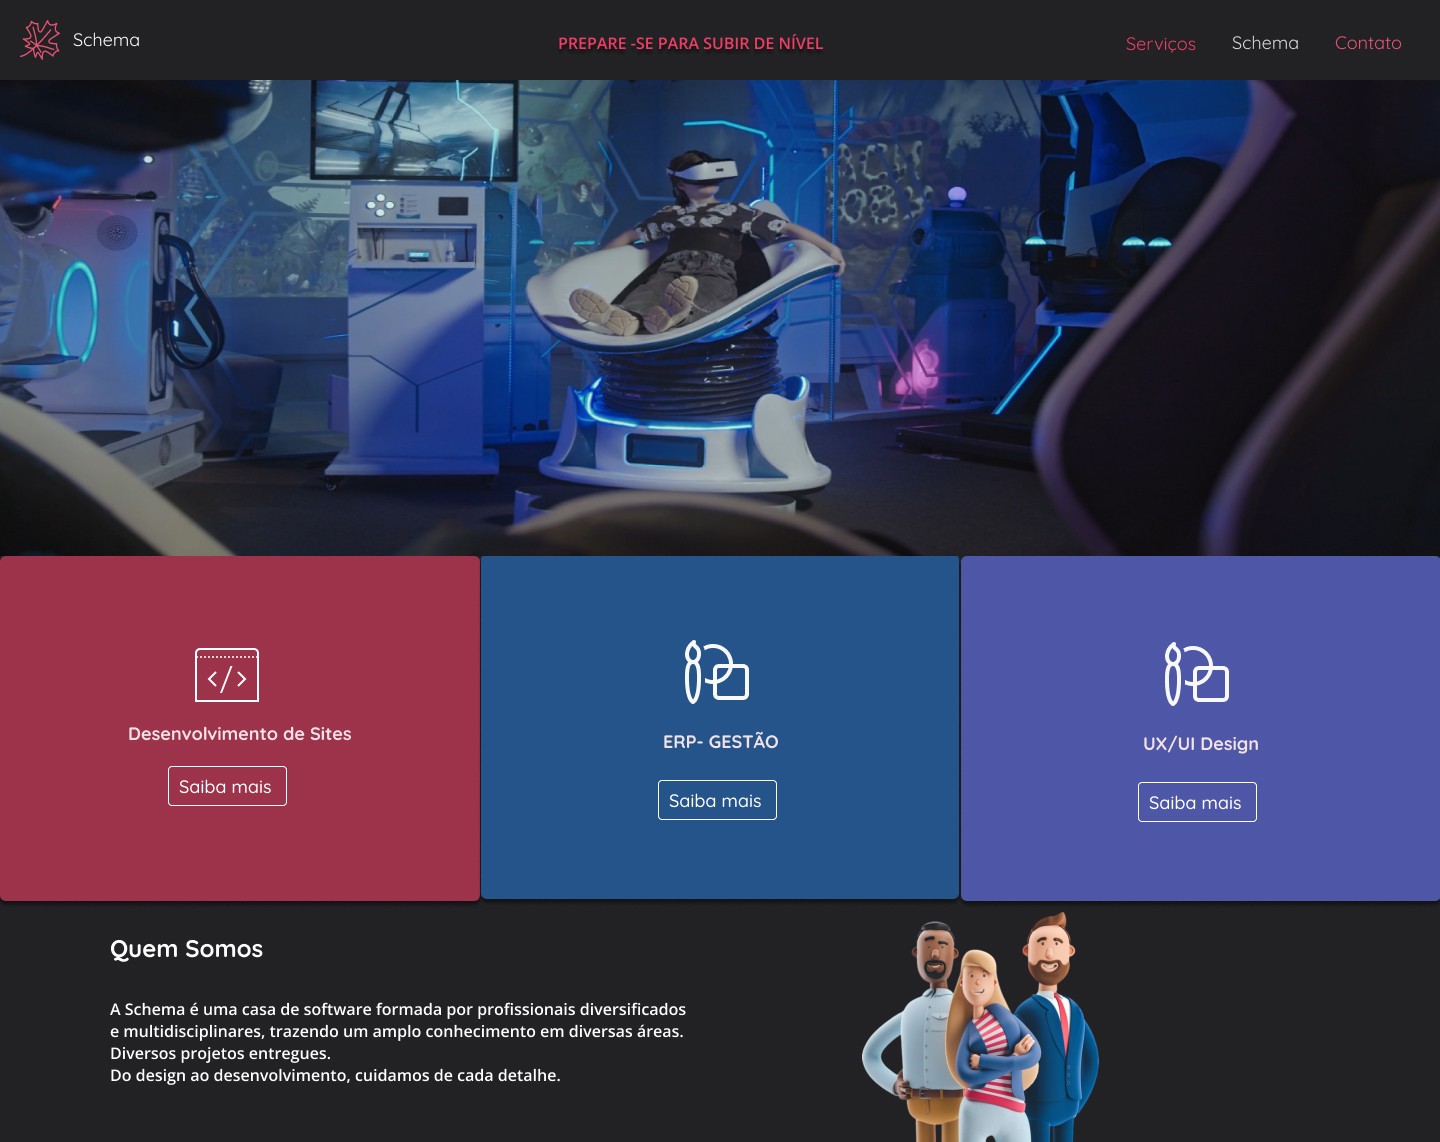 Schema
PREPARE -SE PARA SUBIR DE NÍVEL
Serviços
Schema
Contato
Desenvolvimento de Sites
Saiba mais
ERP- GESTÃO
Saiba mais
UX/UI Design
Saiba mais
Quem Somos
A Schema é uma casa de software formada por profissionais diversificados
e multidisciplinares, trazendo um amplo conhecimento em diversas áreas.
Diversos projetos entregues.
Do design ao desenvolvimento, cuidamos de cada detalhe.